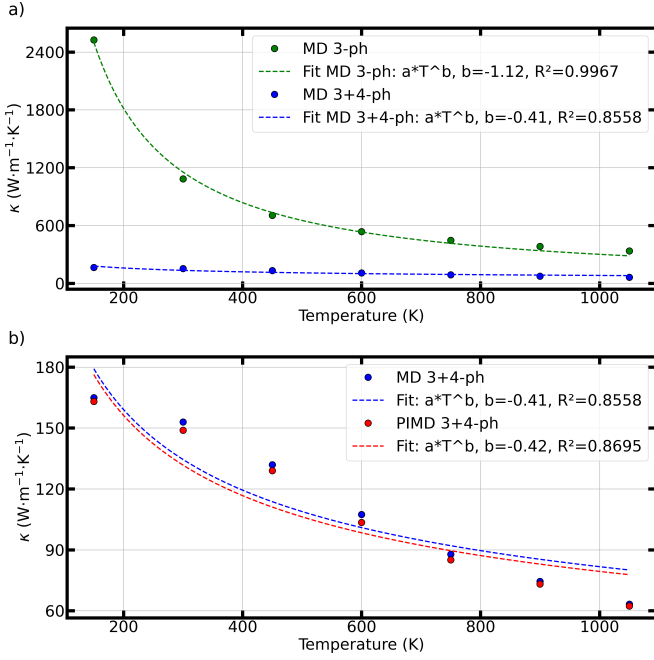 a)
2400
1800
1200
600
0
κ (W·m⁻¹·K⁻¹)
MD 3-ph
Fit MD 3-ph: a*T^b, b=-1.12, R²=0.9967
MD 3+4-ph
Fit MD 3+4-ph: a*T^b, b=-0.41, R²=0.8558
200 400 600 800 1000
Temperature (K)
b)
180
150
120
90
60
κ (W·m⁻¹·K⁻¹)
MD 3+4-ph
Fit: a*T^b, b=-0.41, R²=0.8558
PIMD 3+4-ph
Fit: a*T^b, b=-0.42, R²=0.8695
200 400 600 800 1000
Temperature (K)